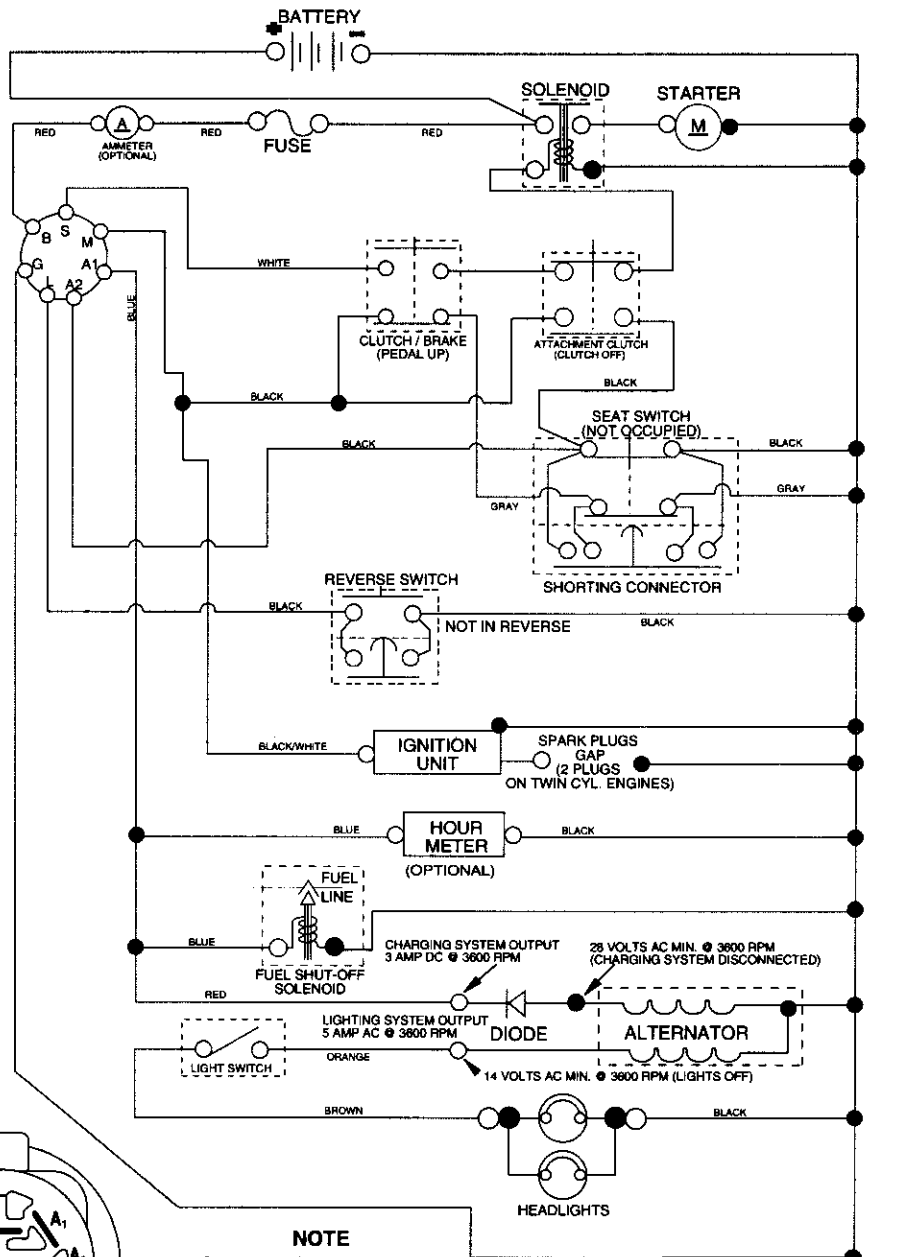 BATTERY
SOLENOID
STARTER
A
M
RED
RED
RED
AMMETER
(OPTIONAL)
FUSE
B
S
M
G
A1
L
A2
BLUE
WHITE
CLUTCH / BRAKE
(PEDAL UP)
ATTACHMENT CLUTCH
(CLUTCH OFF)
BLACK
BLACK
SEAT SWITCH
(NOT OCCUPIED)
BLACK
BLACK
GRAY
GRAY
SHORTING CONNECTOR
REVERSE SWITCH
BLACK
NOT IN REVERSE
BLACK
BLACK/WHITE
IGNITION
UNIT
SPARK PLUGS
GAP
(2 PLUGS
ON TWIN CYL. ENGINES)
BLUE
HOUR
METER
BLACK
(OPTIONAL)
FUEL
LINE
BLUE
FUEL SHUT-OFF
SOLENOID
CHARGING SYSTEM OUTPUT
3 AMP DC @ 3600 RPM
28 VOLTS AC MIN. @ 3600 RPM
(CHARGING SYSTEM DISCONNECTED)
RED
LIGHTING SYSTEM OUTPUT
5 AMP AC @ 3600 RPM
DIODE
ALTERNATOR
LIGHT SWITCH
ORANGE
14 VOLTS AC MIN. @ 3600 RPM (LIGHTS OFF)
BROWN
BLACK
HEADLIGHTS
A1
NOTE